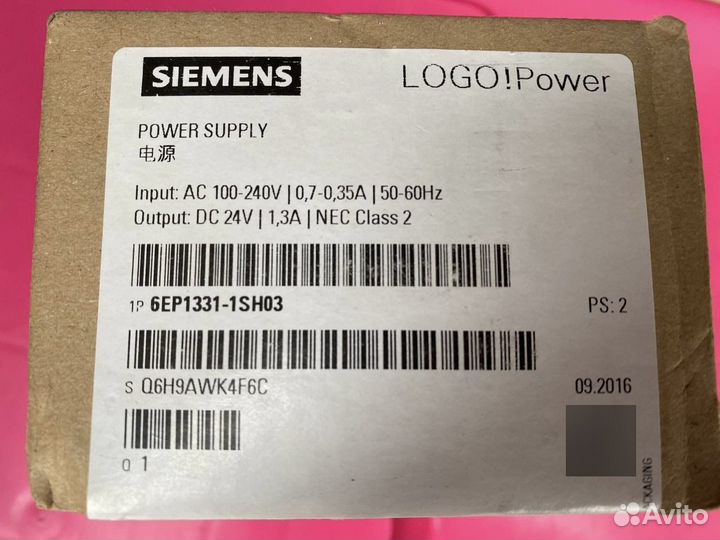 SIEMENS
LOGO!Power
POWER SUPPLY
电源
Input: AC 100-240V | 0,7-0,35A | 50-60Hz
Output: DC 24V | 1,3A | NEC Class 2
1P 6EP1331-1SH03
PS: 2
S Q6H9AWK4F6C
09.2016
Q 1
Avito